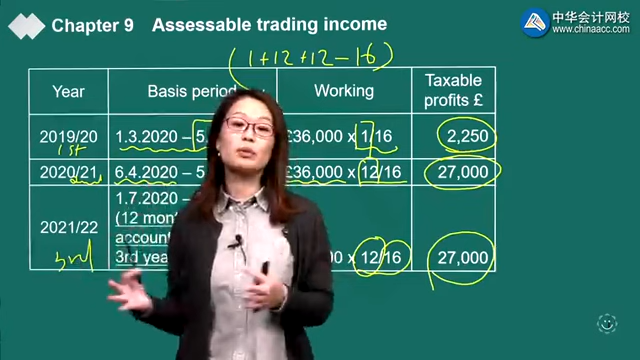 Chapter 9 Assessable trading income
中华会计网校
www.chinaacc.com
(1+12+12-16)
Year
Basis period
Working
Taxable
profits £
2019/20
1st
1.3.2020 – 5.
£36,000 x 1/16
2,250
2020/21
6.4.2020 – 5
£36,000 x 12/16
27,000
2021/22
3rd
1.7.2020 –
(12 mont
account
3rd yea
00 x 12/16
27,000